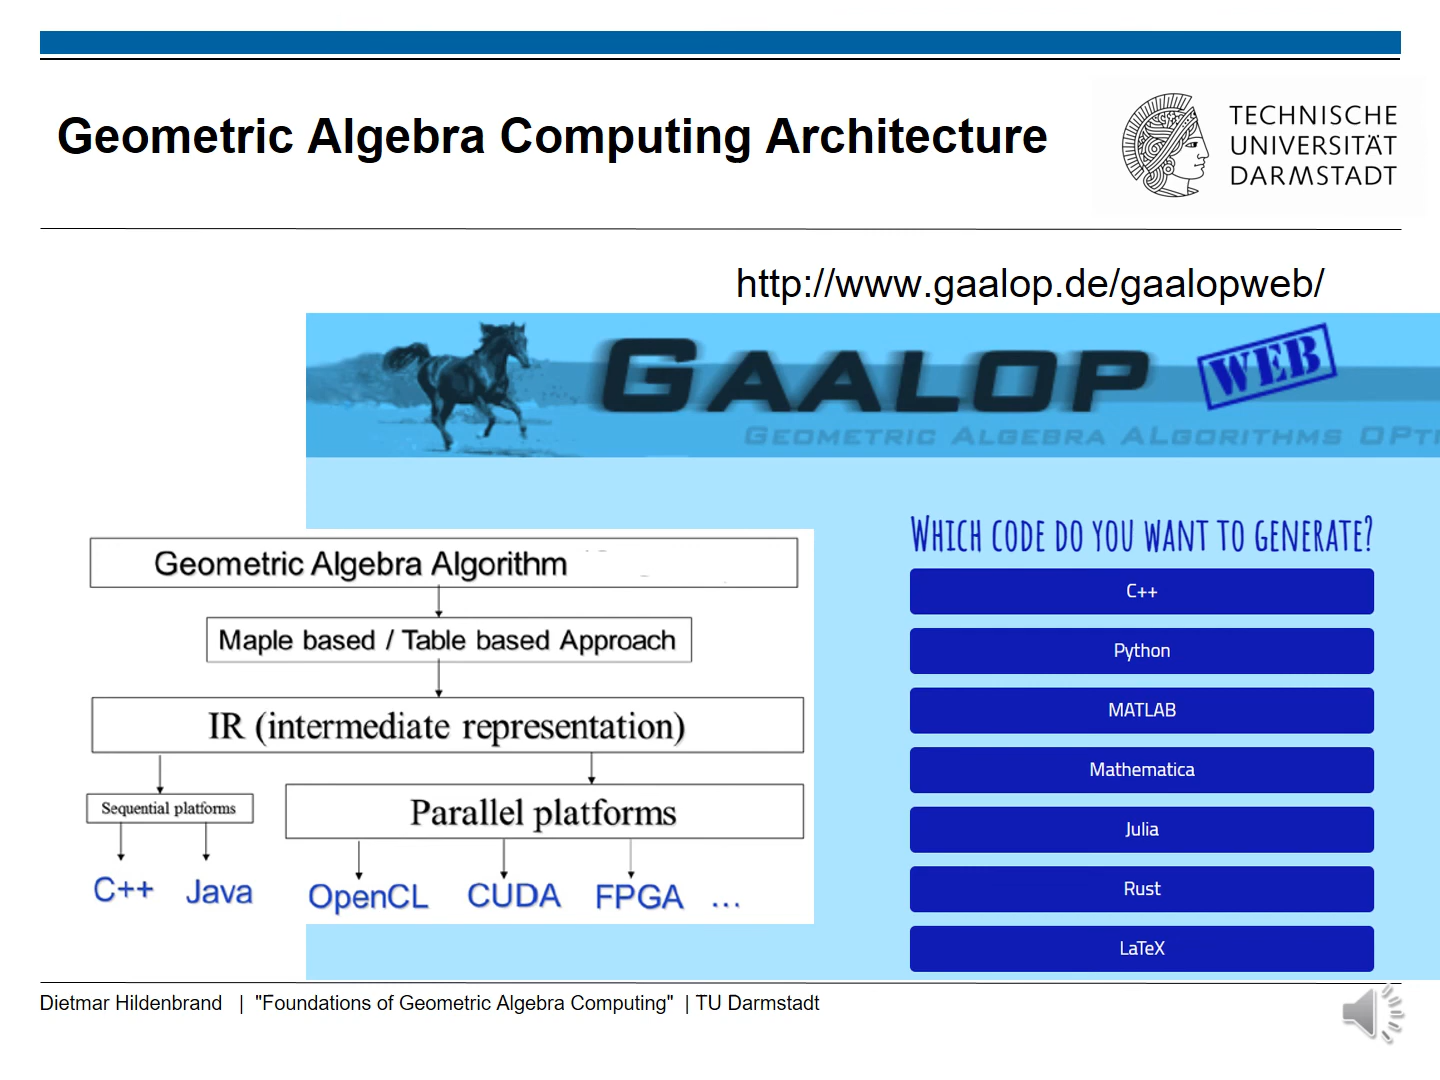 Geometric Algebra Computing Architecture
TECHNISCHE
UNIVERSITÄT
DARMSTADT
http://www.gaalop.de/gaalopweb/
GAALOP
WEB
GEOMETRIC ALGEBRA ALGORITHMS OPTI
Geometric Algebra Algorithm
Maple based / Table based Approach
IR (intermediate representation)
Sequential platforms
Parallel platforms
C++ Java OpenCL CUDA FPGA ...
WHICH CODE DO YOU WANT TO GENERATE?
C++
Python
MATLAB
Mathematica
Julia
Rust
LaTeX
Dietmar Hildenbrand | "Foundations of Geometric Algebra Computing" | TU Darmstadt